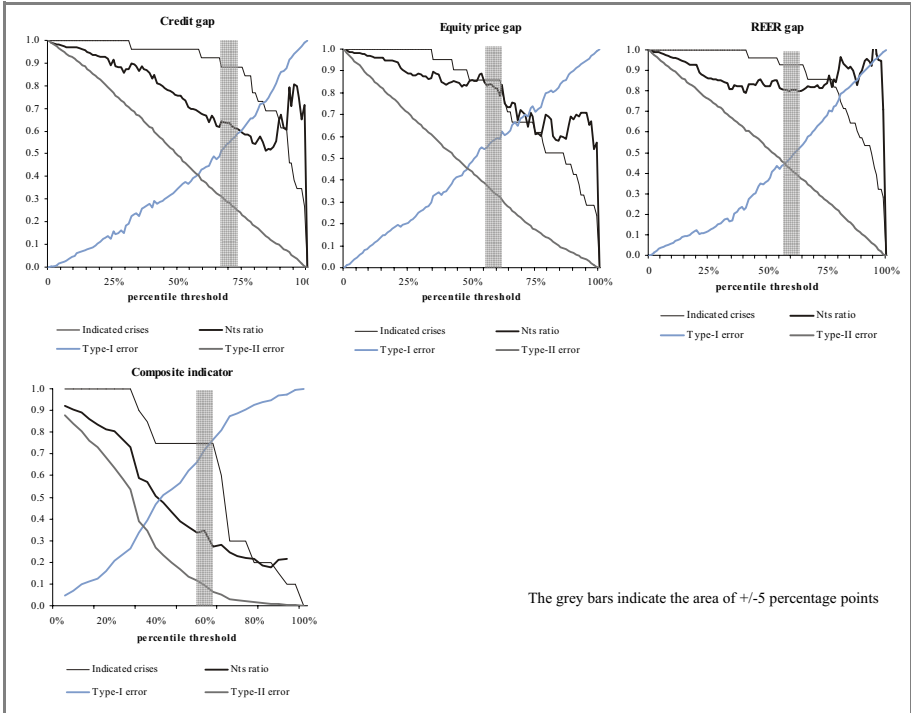 Credit gap
1.0
0.9
0.8
0.7
0.6
0.5
0.4
0.3
0.2
0.1
0.0
0 25% 50% 75% 100%
percentile threshold
Indicated crises Nts ratio
Type-I error Type-II error
Equity price gap
1.0
0.9
0.8
0.7
0.6
0.5
0.4
0.3
0.2
0.1
0.0
0 25% 50% 75% 100%
percentile threshold
Indicated crises Nts ratio
Type-I error Type-II error
REER gap
1.0
0.9
0.8
0.7
0.6
0.5
0.4
0.3
0.2
0.1
0.0
0 25% 50% 75% 100%
percentile threshold
Indicated crises Nts ratio
Type-I error Type-II error
Composite indicator
1.0
0.9
0.8
0.7
0.6
0.5
0.4
0.3
0.2
0.1
0.0
0% 20% 40% 60% 80% 100%
percentile threshold
Indicated crises Nts ratio
Type-I error Type-II error
The grey bars indicate the area of +/-5 percentage points